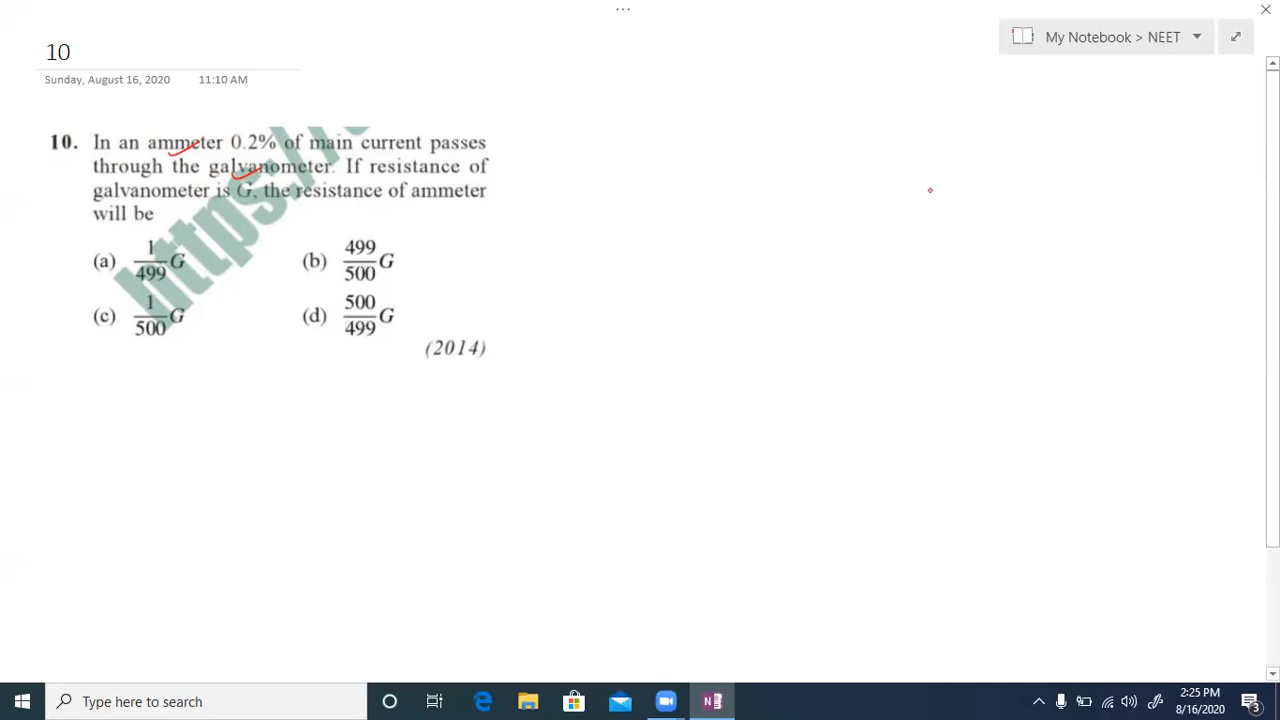 ...
My Notebook > NEET
10
Sunday, August 16, 2020 11:10 AM
10. In an ammeter 0.2% of main current passes
through the galvanometer. If resistance of
galvanometer is G, the resistance of ammeter
will be
(a) 1/499 G (b) 499/500 G
(c) 1/500 G (d) 500/499 G
(2014)
https:/
Type here to search
2:25 PM
8/16/2020
3